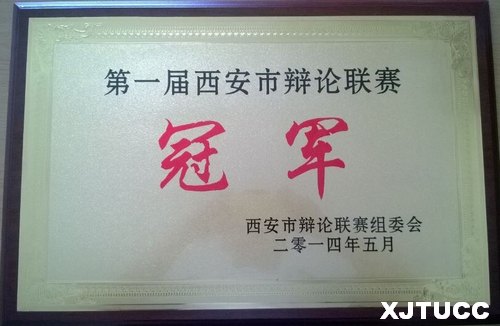 第一届西安市辩论联赛
冠军
西安市辩论联赛组委会
二零一四年五月
XJTUCC